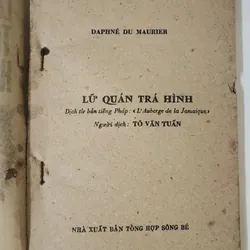 DAPHNÉ DU MAURIER
LỮ QUÁN TRÁ HÌNH
Dịch từ bản tiếng Pháp: «L'Auberge de la Jamaïque»
Người dịch: TÔ VĂN TUẤN
NHÀ XUẤT BẢN TỔNG HỢP SÔNG BÉ